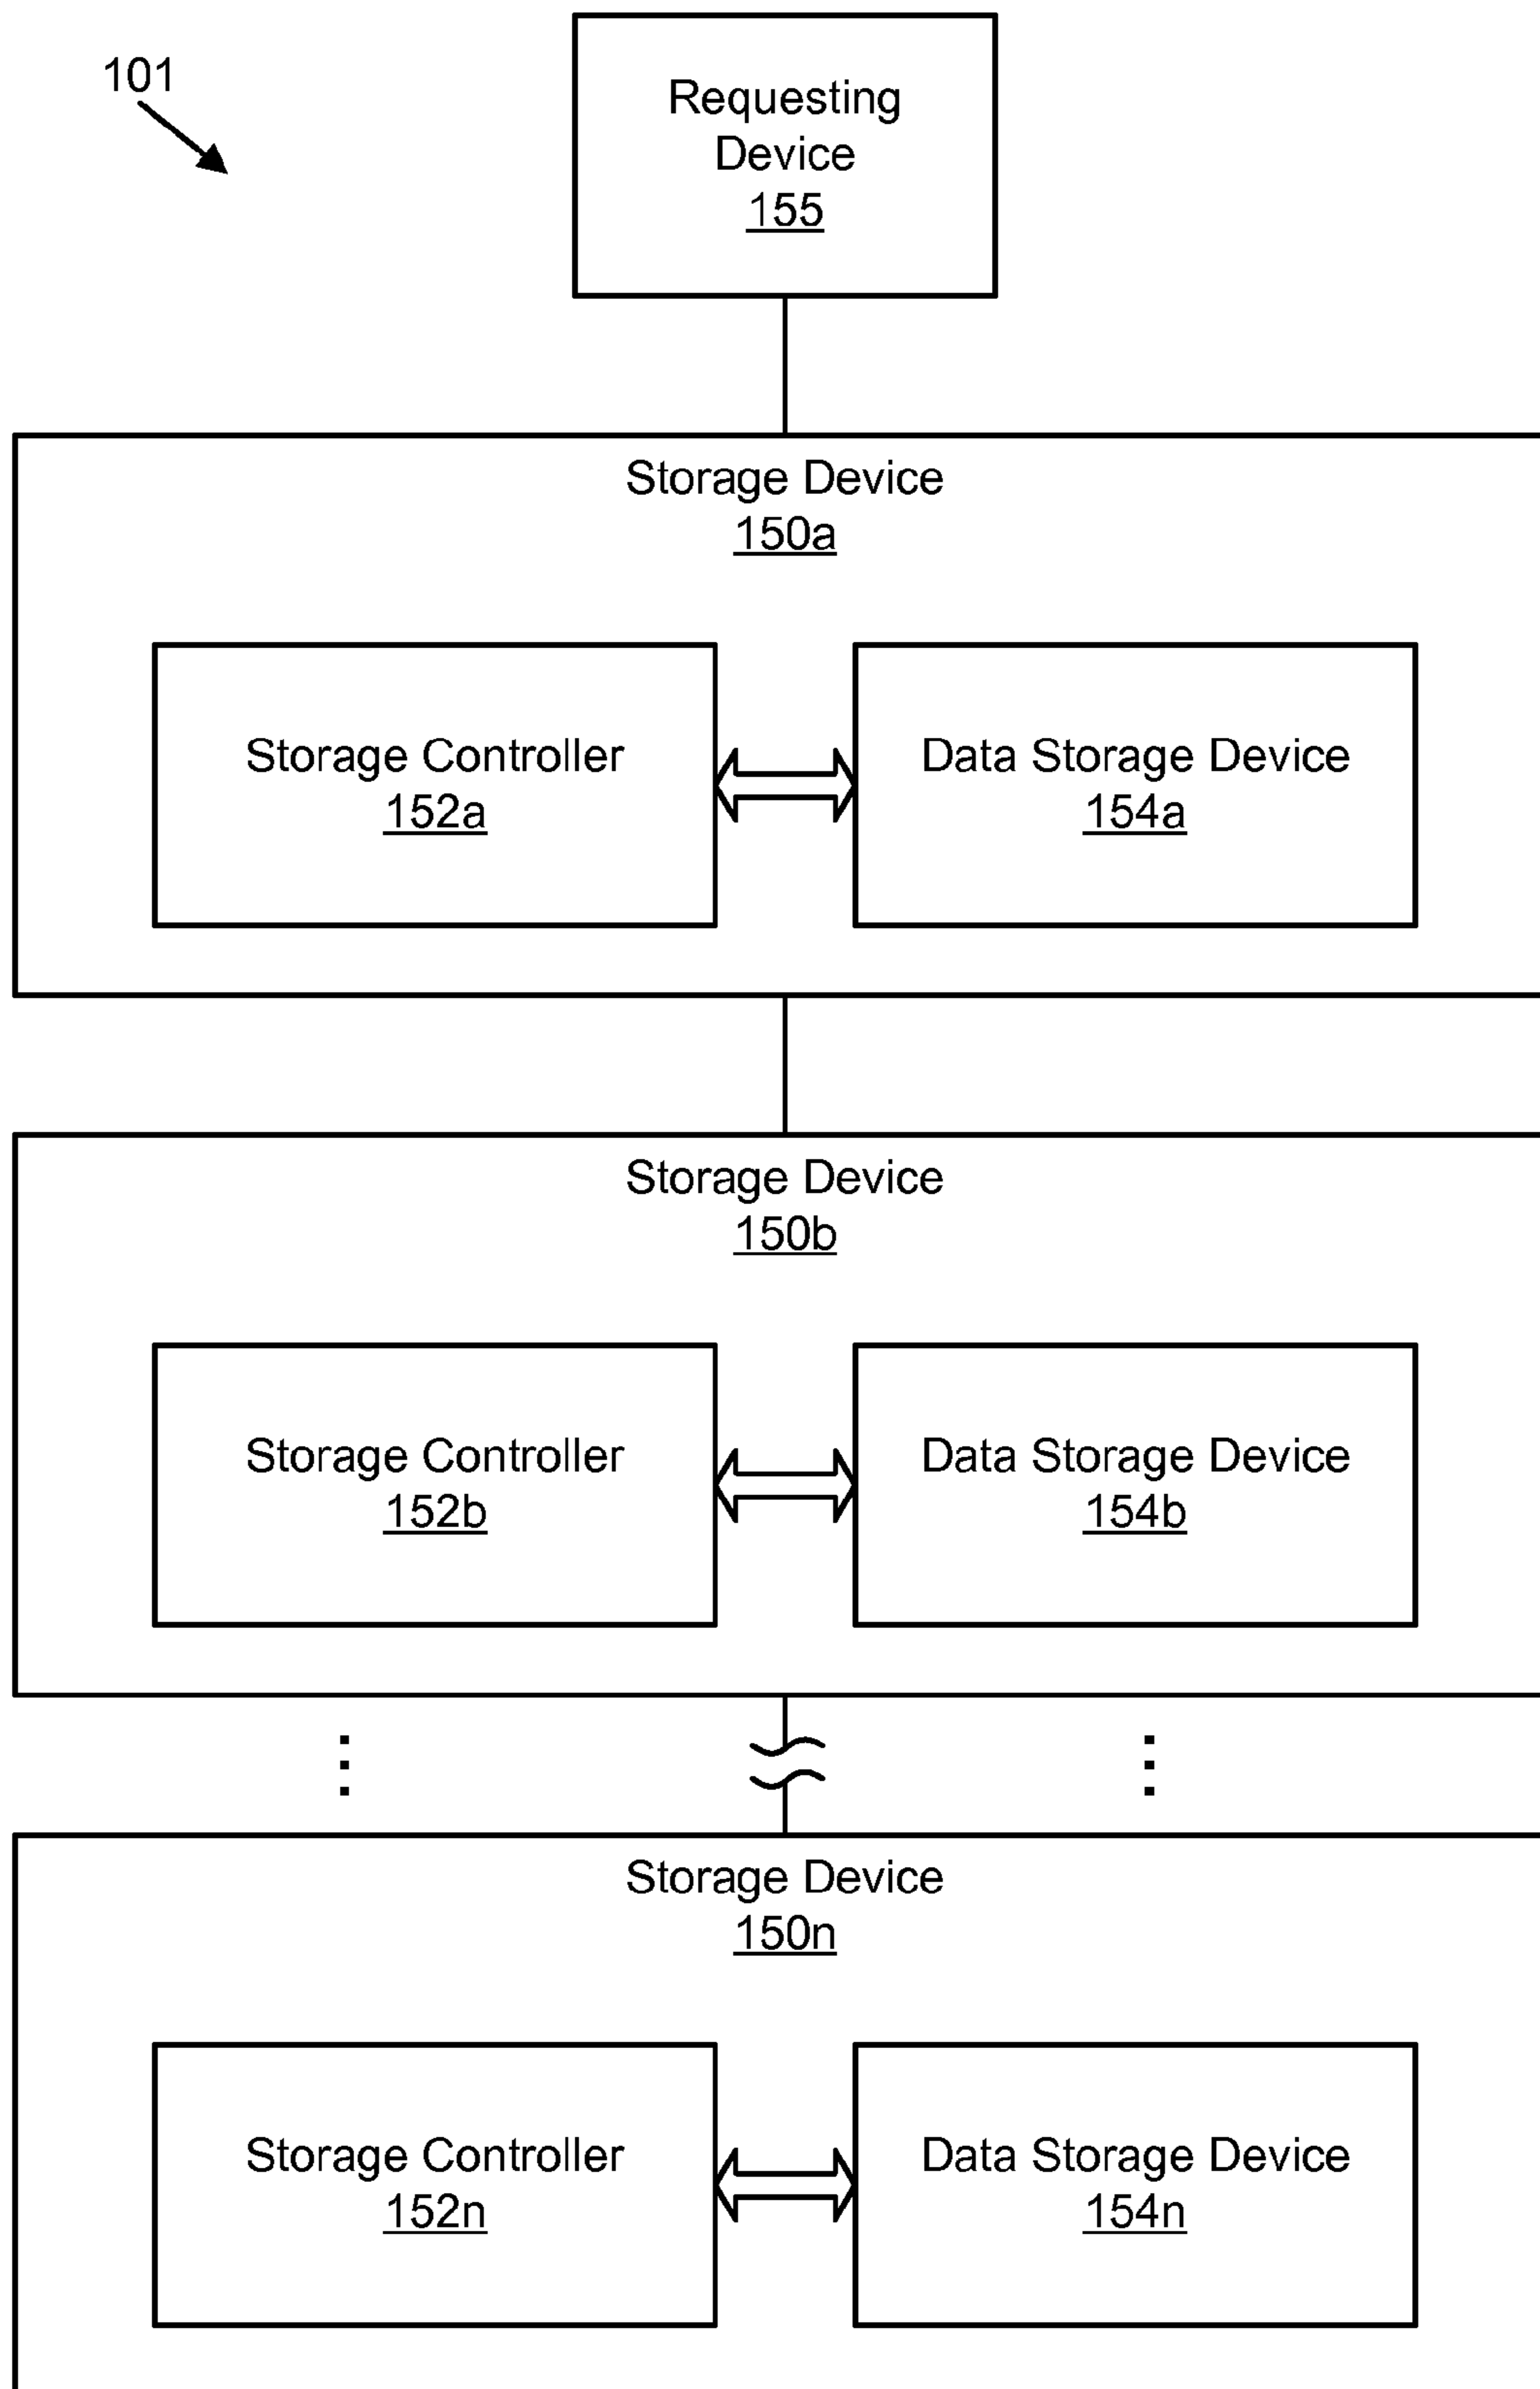 101
Requesting
Device
155
Storage Device
150a
Storage Controller
152a
Data Storage Device
154a
Storage Device
150b
Storage Controller
152b
Data Storage Device
154b
Storage Device
150n
Storage Controller
152n
Data Storage Device
154n